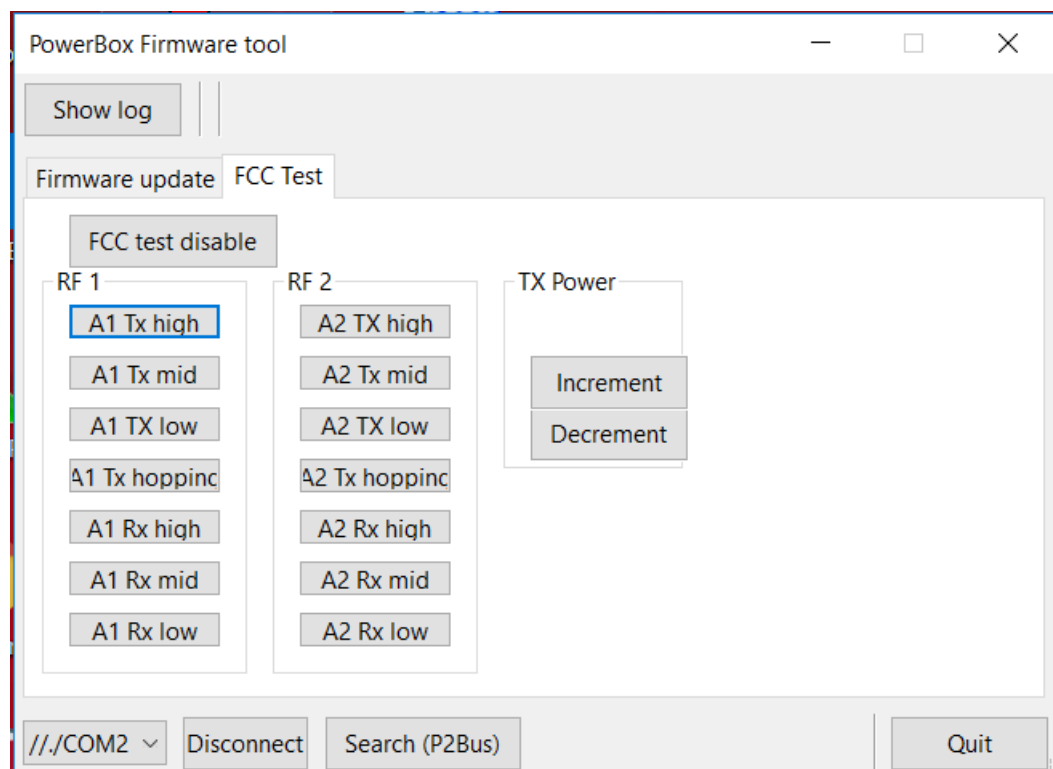 PowerBox Firmware tool
Show log
Firmware update FCC Test
FCC test disable
RF 1 RF 2 TX Power
A1 Tx high A2 TX high
A1 Tx mid A2 Tx mid Increment
A1 TX low A2 TX low Decrement
A1 Tx hopping A2 Tx hopping
A1 Rx high A2 Rx high
A1 Rx mid A2 Rx mid
A1 Rx low A2 Rx low
//./COM2 Disconnect Search (P2Bus) Quit